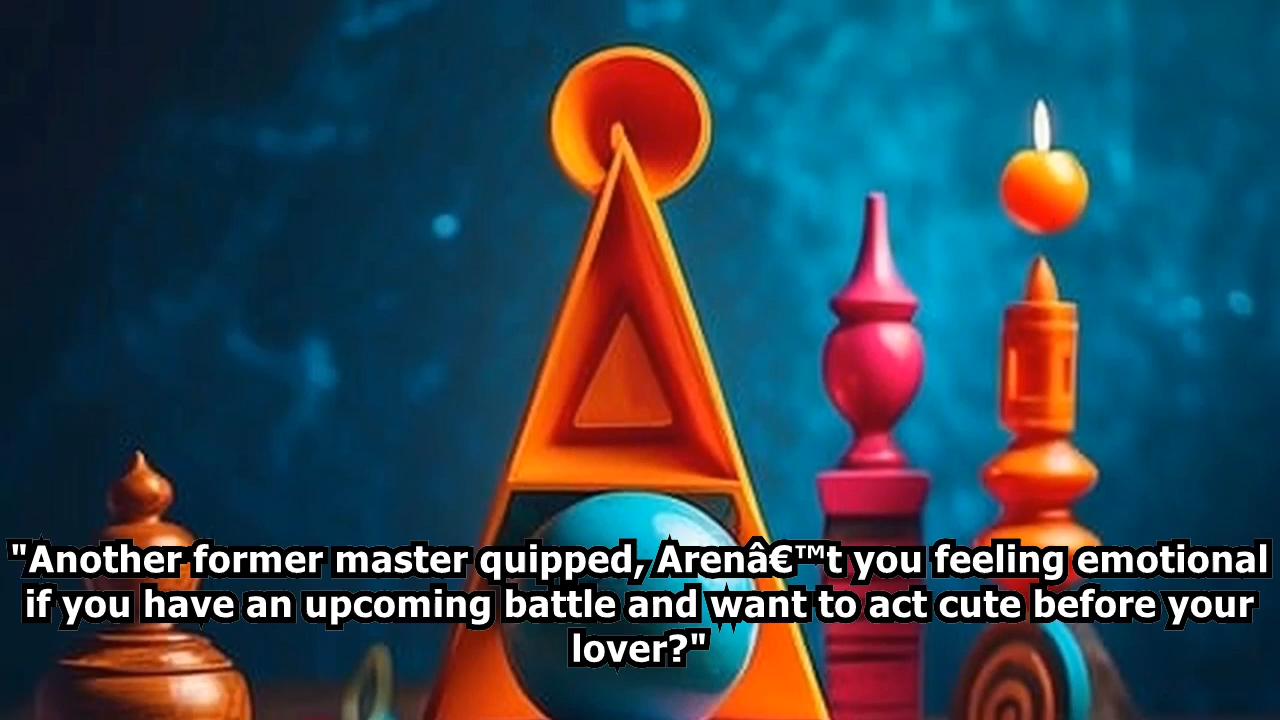 "Another former master quipped, Arenâ€™t you feeling emotional
if you have an upcoming battle and want to act cute before your
lover?"